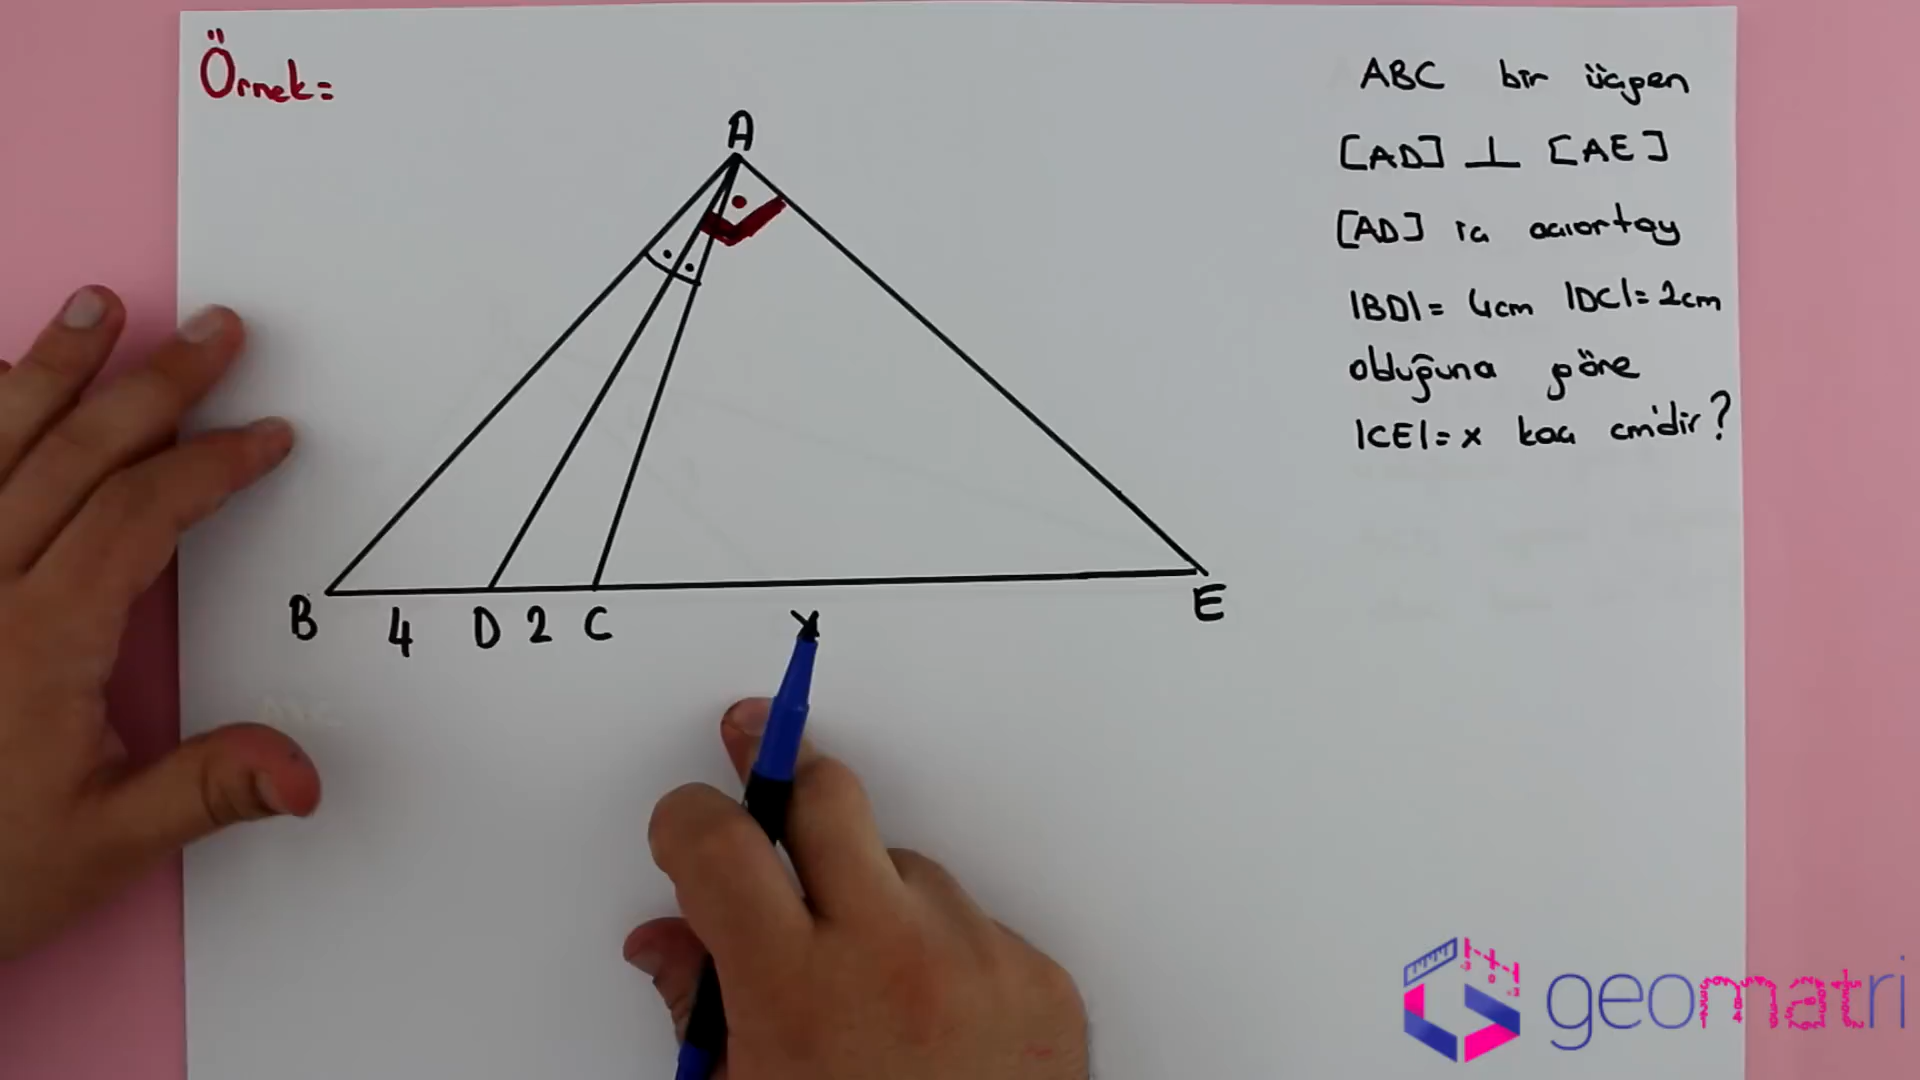 Örnek=
A
B 4 D 2 C x E
ABC bir üçgen
[AD] ⊥ [AE]
[AD] iç açıortay
|BD|= 4cm |DC|= 2cm
olduğuna göre
|CE|= x kaç cm'dir?
geomatri